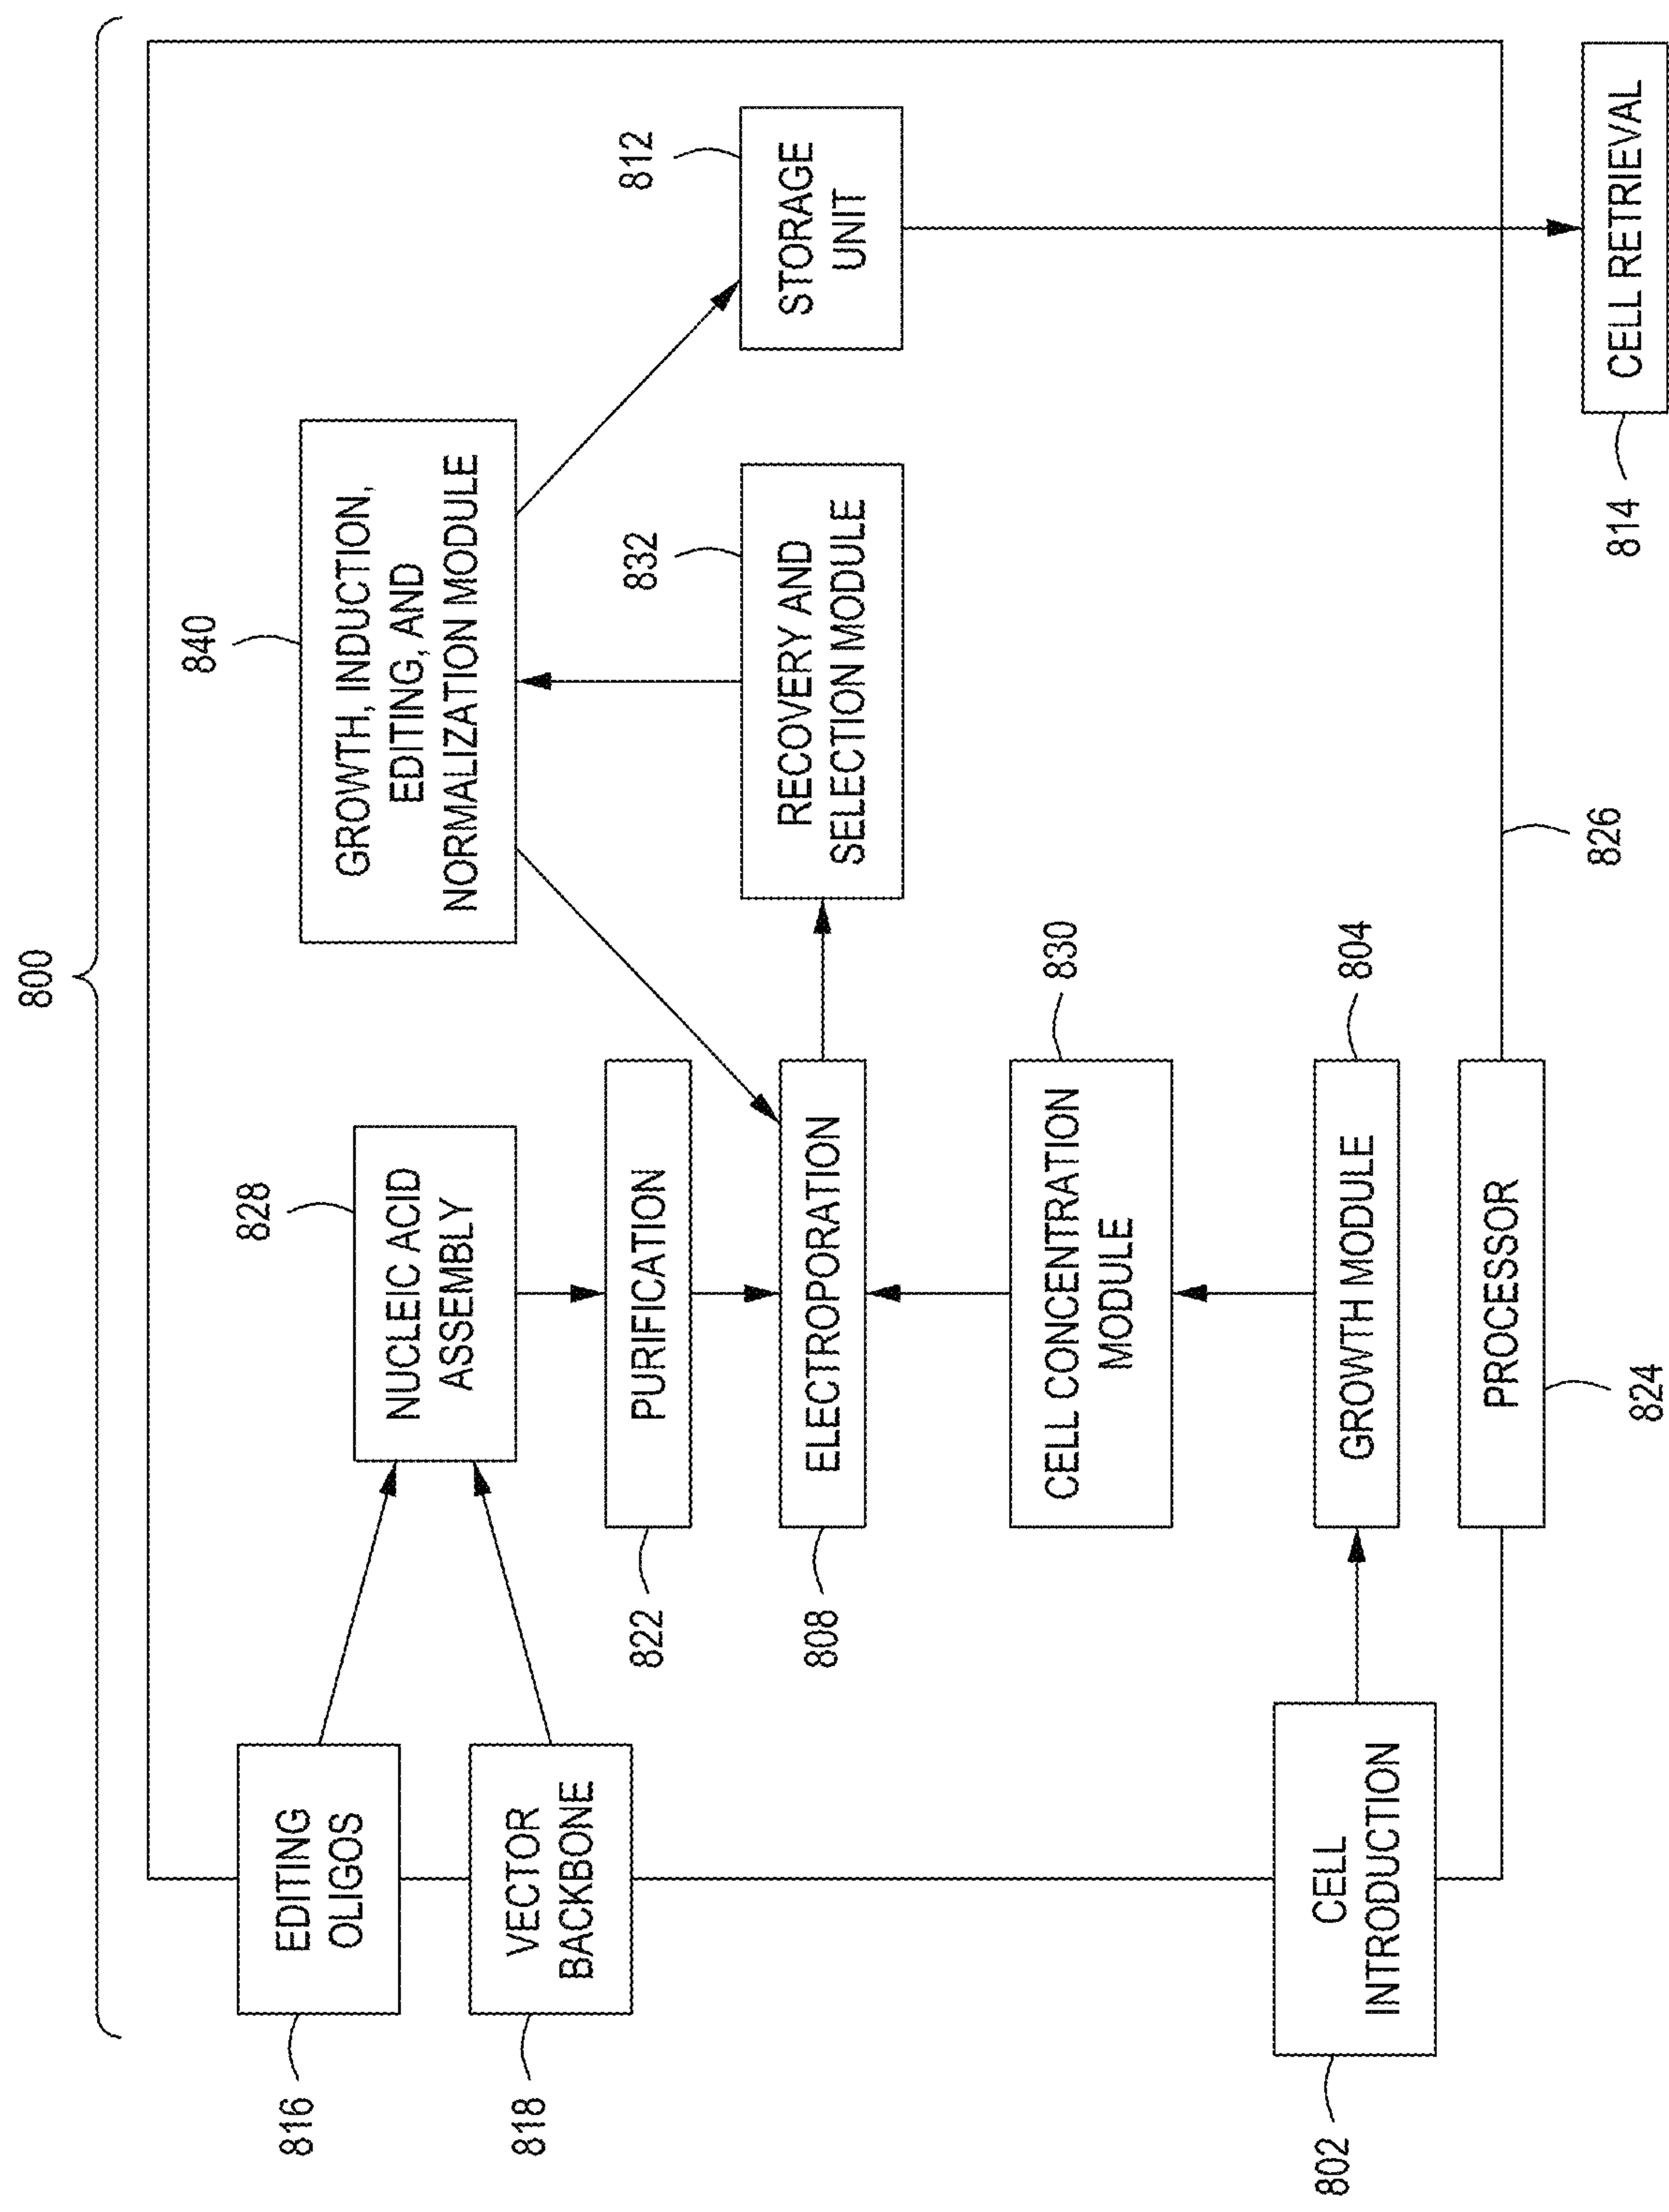 800
816
EDITING
OLIGOS
818
VECTOR
BACKBONE
828
NUCLEIC ACID
ASSEMBLY
840
GROWTH, INDUCTION,
EDITING, AND
NORMALIZATION MODULE
822
PURIFICATION
808
ELECTROPORATION
832
RECOVERY AND
SELECTION MODULE
812
STORAGE
UNIT
CELL CONCENTRATION
MODULE
830
802
CELL
INTRODUCTION
GROWTH MODULE
804
824
PROCESSOR
826
814
CELL RETRIEVAL